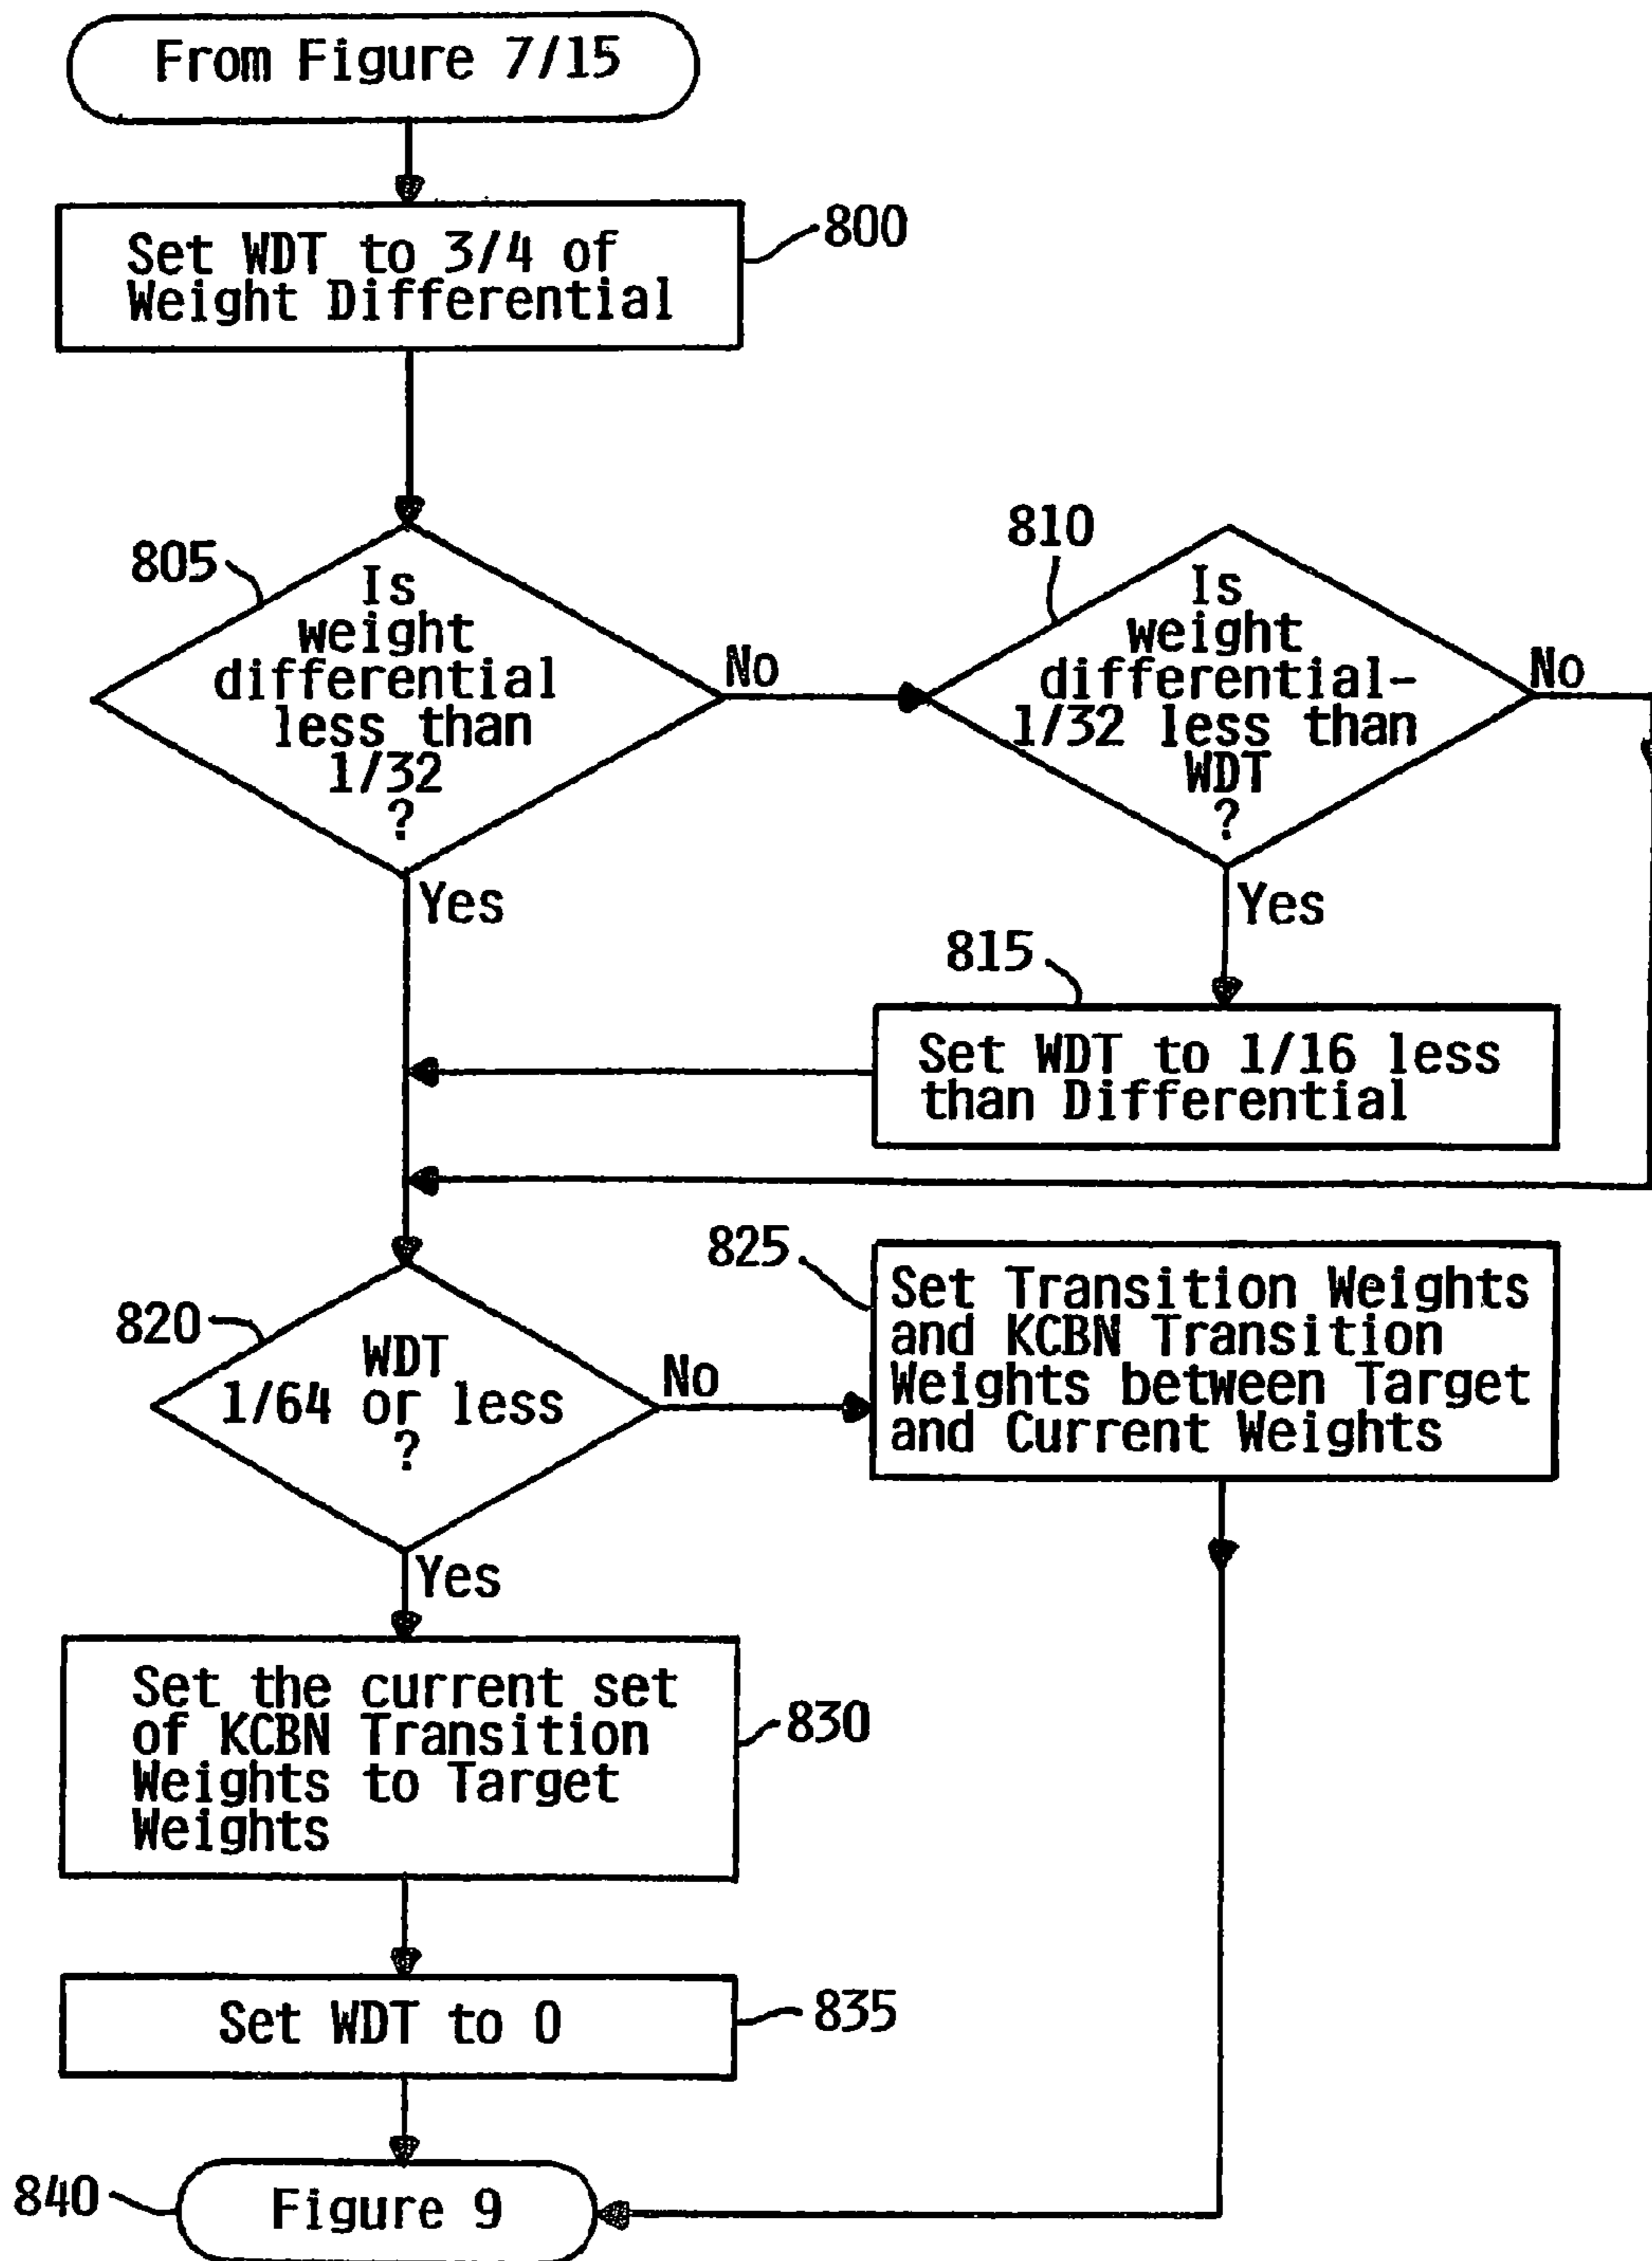 From Figure 7/15
Set WDT to 3/4 of
Weight Differential
800
805
Is
weight
differential
less than
1/32
?
No
Yes
810
Is
weight
differential-
1/32 less than
WDT
?
No
Yes
815
Set WDT to 1/16 less
than Differential
820
WDT
1/64 or less
?
No
Yes
825
Set Transition Weights
and KCBN Transition
Weights between Target
and Current Weights
Set the current set
of KCBN Transition
Weights to Target
Weights
830
Set WDT to 0
835
840
Figure 9